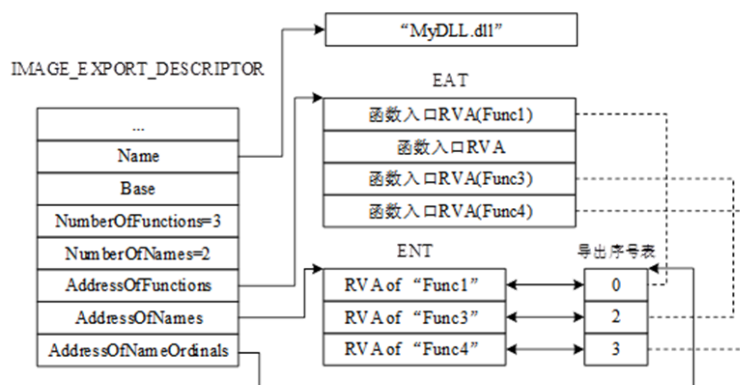 “MyDLL.dll”
IMAGE_EXPORT_DESCRIPTOR
...
Name
Base
NumberOfFunctions=3
NumberOfNames=2
AddressOfFunctions
AddressOfNames
AddressOfNameOrdinals
EAT
函数入口RVA(Func1)
函数入口RVA
函数入口RVA(Func3)
函数入口RVA(Func4)
ENT
RVA of “Func1”
RVA of “Func3”
RVA of “Func4”
导出序号表
0
2
3